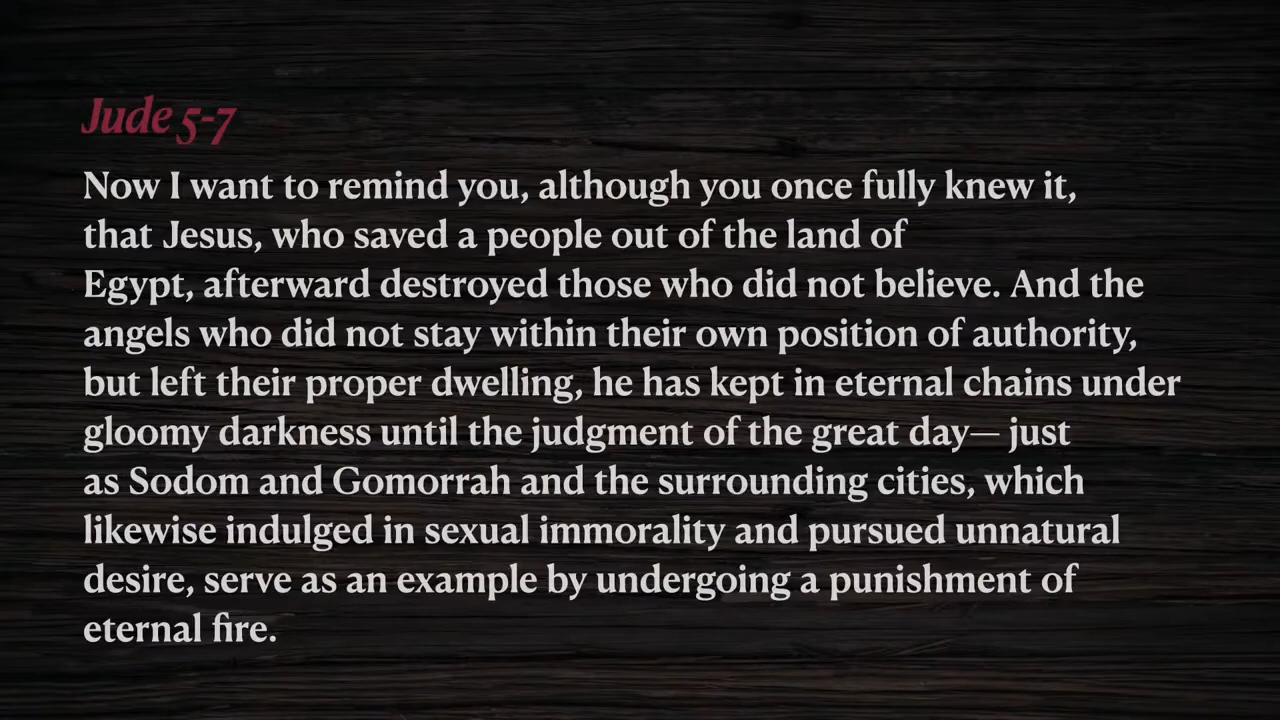 Jude 5-7
Now I want to remind you, although you once fully knew it,
that Jesus, who saved a people out of the land of
Egypt, afterward destroyed those who did not believe. And the
angels who did not stay within their own position of authority,
but left their proper dwelling, he has kept in eternal chains under
gloomy darkness until the judgment of the great day— just
as Sodom and Gomorrah and the surrounding cities, which
likewise indulged in sexual immorality and pursued unnatural
desire, serve as an example by undergoing a punishment of
eternal fire.